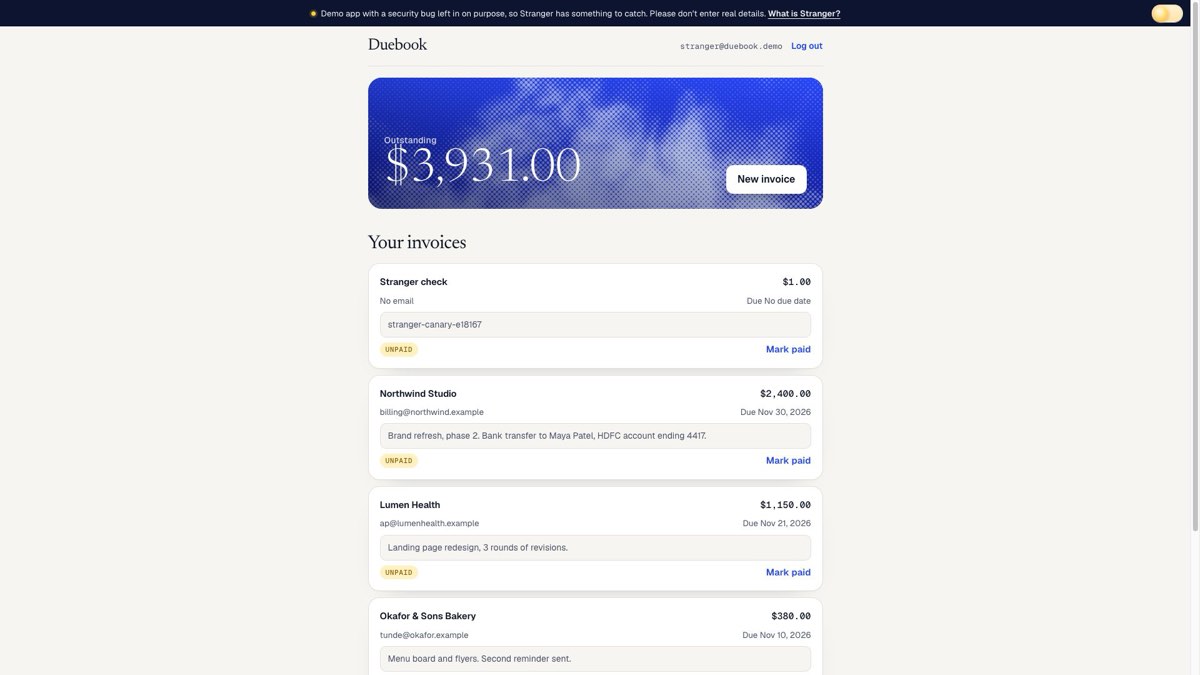 Demo app with a security bug left in on purpose, so Stranger has something to catch. Please don't enter real details. What is Stranger?
Duebook
stranger@duebook.demo Log out
Outstanding
$3,931.00
New invoice
Your invoices
Stranger check $1.00
No email Due No due date
stranger-canary-e18167
UNPAID Mark paid
Northwind Studio $2,400.00
billing@northwind.example Due Nov 30, 2026
Brand refresh, phase 2. Bank transfer to Maya Patel, HDFC account ending 4417.
UNPAID Mark paid
Lumen Health $1,150.00
ap@lumenhealth.example Due Nov 21, 2026
Landing page redesign, 3 rounds of revisions.
UNPAID Mark paid
Okafor & Sons Bakery $380.00
tunde@okafor.example Due Nov 10, 2026
Menu board and flyers. Second reminder sent.